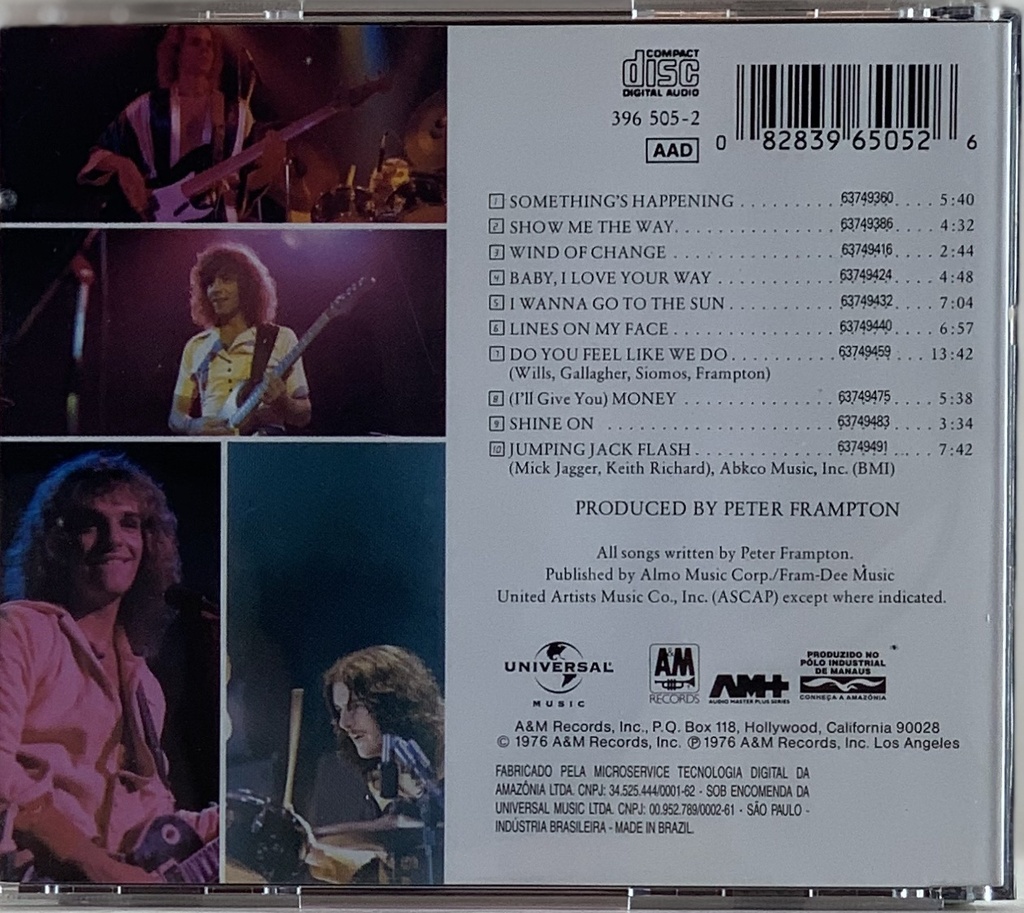 COMPACT
disc
DIGITAL AUDIO
396 505-2
AAD
0 82839 65052 6
1 SOMETHING'S HAPPENING . . . . . . . . . . 63749360 . . . . 5:40
2 SHOW ME THE WAY. . . . . . . . . . . . . . . 63749386 . . . . 4:32
3 WIND OF CHANGE . . . . . . . . . . . . . . . 63749416 . . . . 2:44
4 BABY, I LOVE YOUR WAY . . . . . . . . . . . . 63749424 . . . . 4:48
5 I WANNA GO TO THE SUN . . . . . . . . . . . 63749432 . . . . 7:04
6 LINES ON MY FACE . . . . . . . . . . . . . . . 63749440 . . . . 6:57
7 DO YOU FEEL LIKE WE DO . . . . . . . . . . 63749459 . . . 13:42
(Wills, Gallagher, Siomos, Frampton)
8 (I'll Give You) MONEY . . . . . . . . . . . . . . 63749475 . . . . 5:38
9 SHINE ON . . . . . . . . . . . . . . . . . . . . 63749483 . . . . 3:34
10 JUMPING JACK FLASH . . . . . . . . . . . . . 63749491 . . . . 7:42
(Mick Jagger, Keith Richard), Abkco Music, Inc. (BMI)
PRODUCED BY PETER FRAMPTON
All songs written by Peter Frampton.
Published by Almo Music Corp./Fram-Dee Music
United Artists Music Co., Inc. (ASCAP) except where indicated.
UNIVERSAL
MUSIC
A&M
RECORDS
AM+
AUDIO MASTER PLUS SERIES
PRODUZIDO NO
PÓLO INDUSTRIAL
DE MANAUS
CONHEÇA A AMAZÔNIA
A&M Records, Inc., P.O. Box 118, Hollywood, California 90028
© 1976 A&M Records, Inc. ℗ 1976 A&M Records, Inc. Los Angeles
FABRICADO PELA MICROSERVICE TECNOLOGIA DIGITAL DA
AMAZÔNIA LTDA. CNPJ: 34.525.444/0001-62 - SOB ENCOMENDA DA
UNIVERSAL MUSIC LTDA. CNPJ: 00.952.789/0002-61 - SÃO PAULO -
INDÚSTRIA BRASILEIRA - MADE IN BRAZIL.